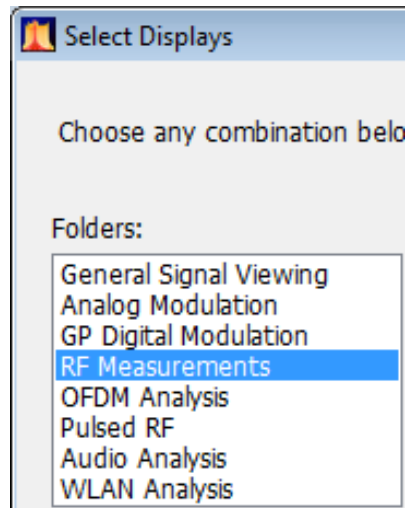 Select Displays
Choose any combination belo
Folders:
General Signal Viewing
Analog Modulation
GP Digital Modulation
RF Measurements
OFDM Analysis
Pulsed RF
Audio Analysis
WLAN Analysis